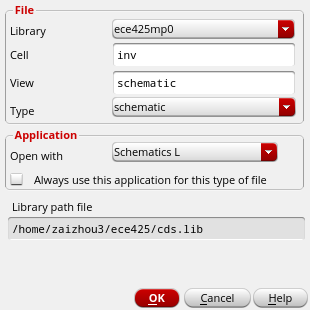 File
Library ece425mp0
Cell inv
View schematic
Type schematic
Application
Open with Schematics L
Always use this application for this type of file
Library path file
/home/zaizhou3/ece425/cds.lib
OK Cancel Help